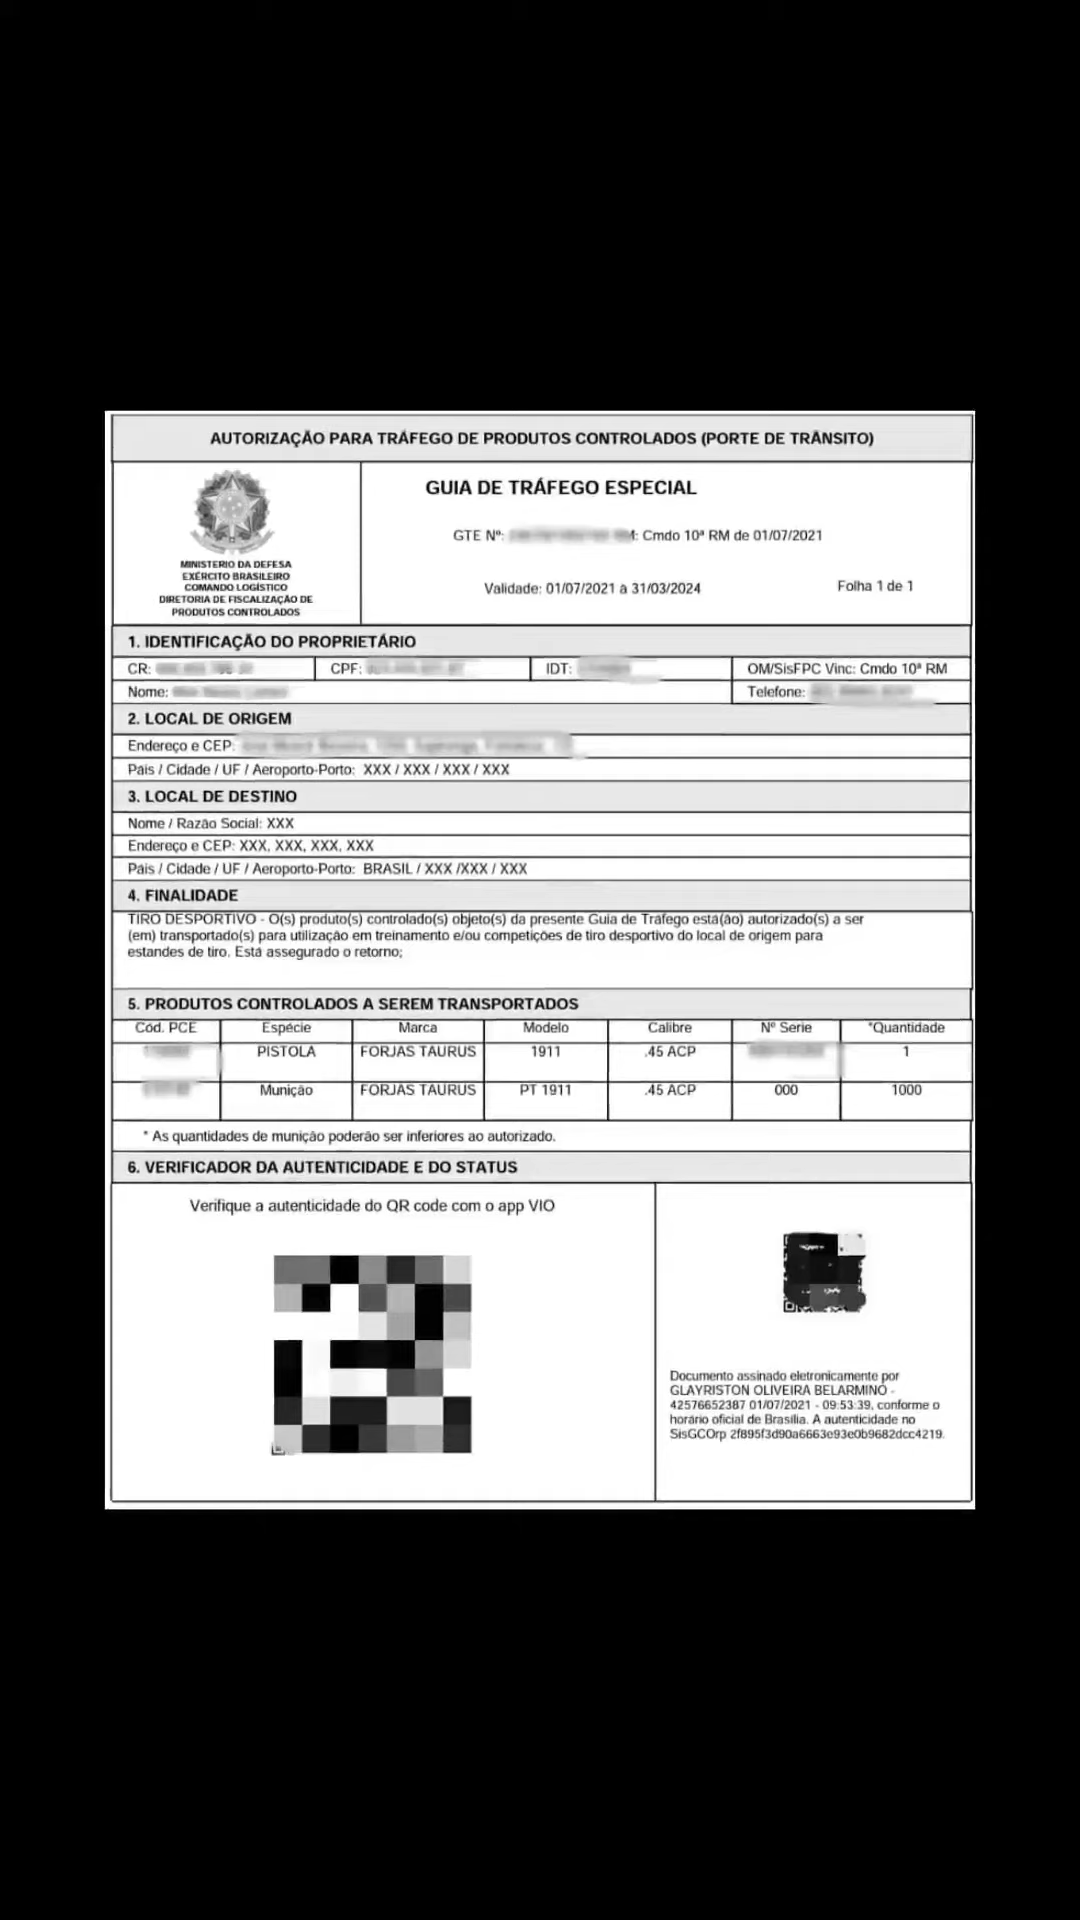 AUTORIZAÇÃO PARA TRÁFEGO DE PRODUTOS CONTROLADOS (PORTE DE TRÂNSITO)
MINISTERIO DA DEFESA
EXÉRCITO BRASILEIRO
COMANDO LOGÍSTICO
DIRETORIA DE FISCALIZAÇÃO DE
PRODUTOS CONTROLADOS
GUIA DE TRÁFEGO ESPECIAL
GTE Nº: : Cmdo 10ª RM de 01/07/2021
Validade: 01/07/2021 à 31/03/2024
Folha 1 de 1
1. IDENTIFICAÇÃO DO PROPRIETÁRIO
CR: CPF: IDT: OM/SisFPC Vinc: Cmdo 10ª RM
Nome: Telefone:
2. LOCAL DE ORIGEM
Endereço e CEP:
País / Cidade / UF / Aeroporto-Porto: XXX / XXX / XXX / XXX
3. LOCAL DE DESTINO
Nome / Razão Social: XXX
Endereço e CEP: XXX, XXX, XXX, XXX
País / Cidade / UF / Aeroporto-Porto: BRASIL / XXX /XXX / XXX
4. FINALIDADE
TIRO DESPORTIVO - O(s) produto(s) controlado(s) objeto(s) da presente Guia de Tráfego está(ão) autorizado(s) a ser
(em) transportado(s) para utilização em treinamento e/ou competições de tiro desportivo do local de origem para
estandes de tiro. Está assegurado o retorno;
5. PRODUTOS CONTROLADOS A SEREM TRANSPORTADOS
Cód. PCE Espécie Marca Modelo Calibre Nº Serie *Quantidade
PISTOLA FORJAS TAURUS 1911 .45 ACP 1
Munição FORJAS TAURUS PT 1911 .45 ACP 000 1000
* As quantidades de munição poderão ser inferiores ao autorizado.
6. VERIFICADOR DA AUTENTICIDADE E DO STATUS
Verifique a autenticidade do QR code com o app VIO
Documento assinado eletronicamente por
GLAYRISTON OLIVEIRA BELARMINO -
42576652387 01/07/2021 - 09:53:39, conforme o
horário oficial de Brasília. A autenticidade no
SisGCOrp 2f895f3d90a6663e93e0b9682dcc4219.